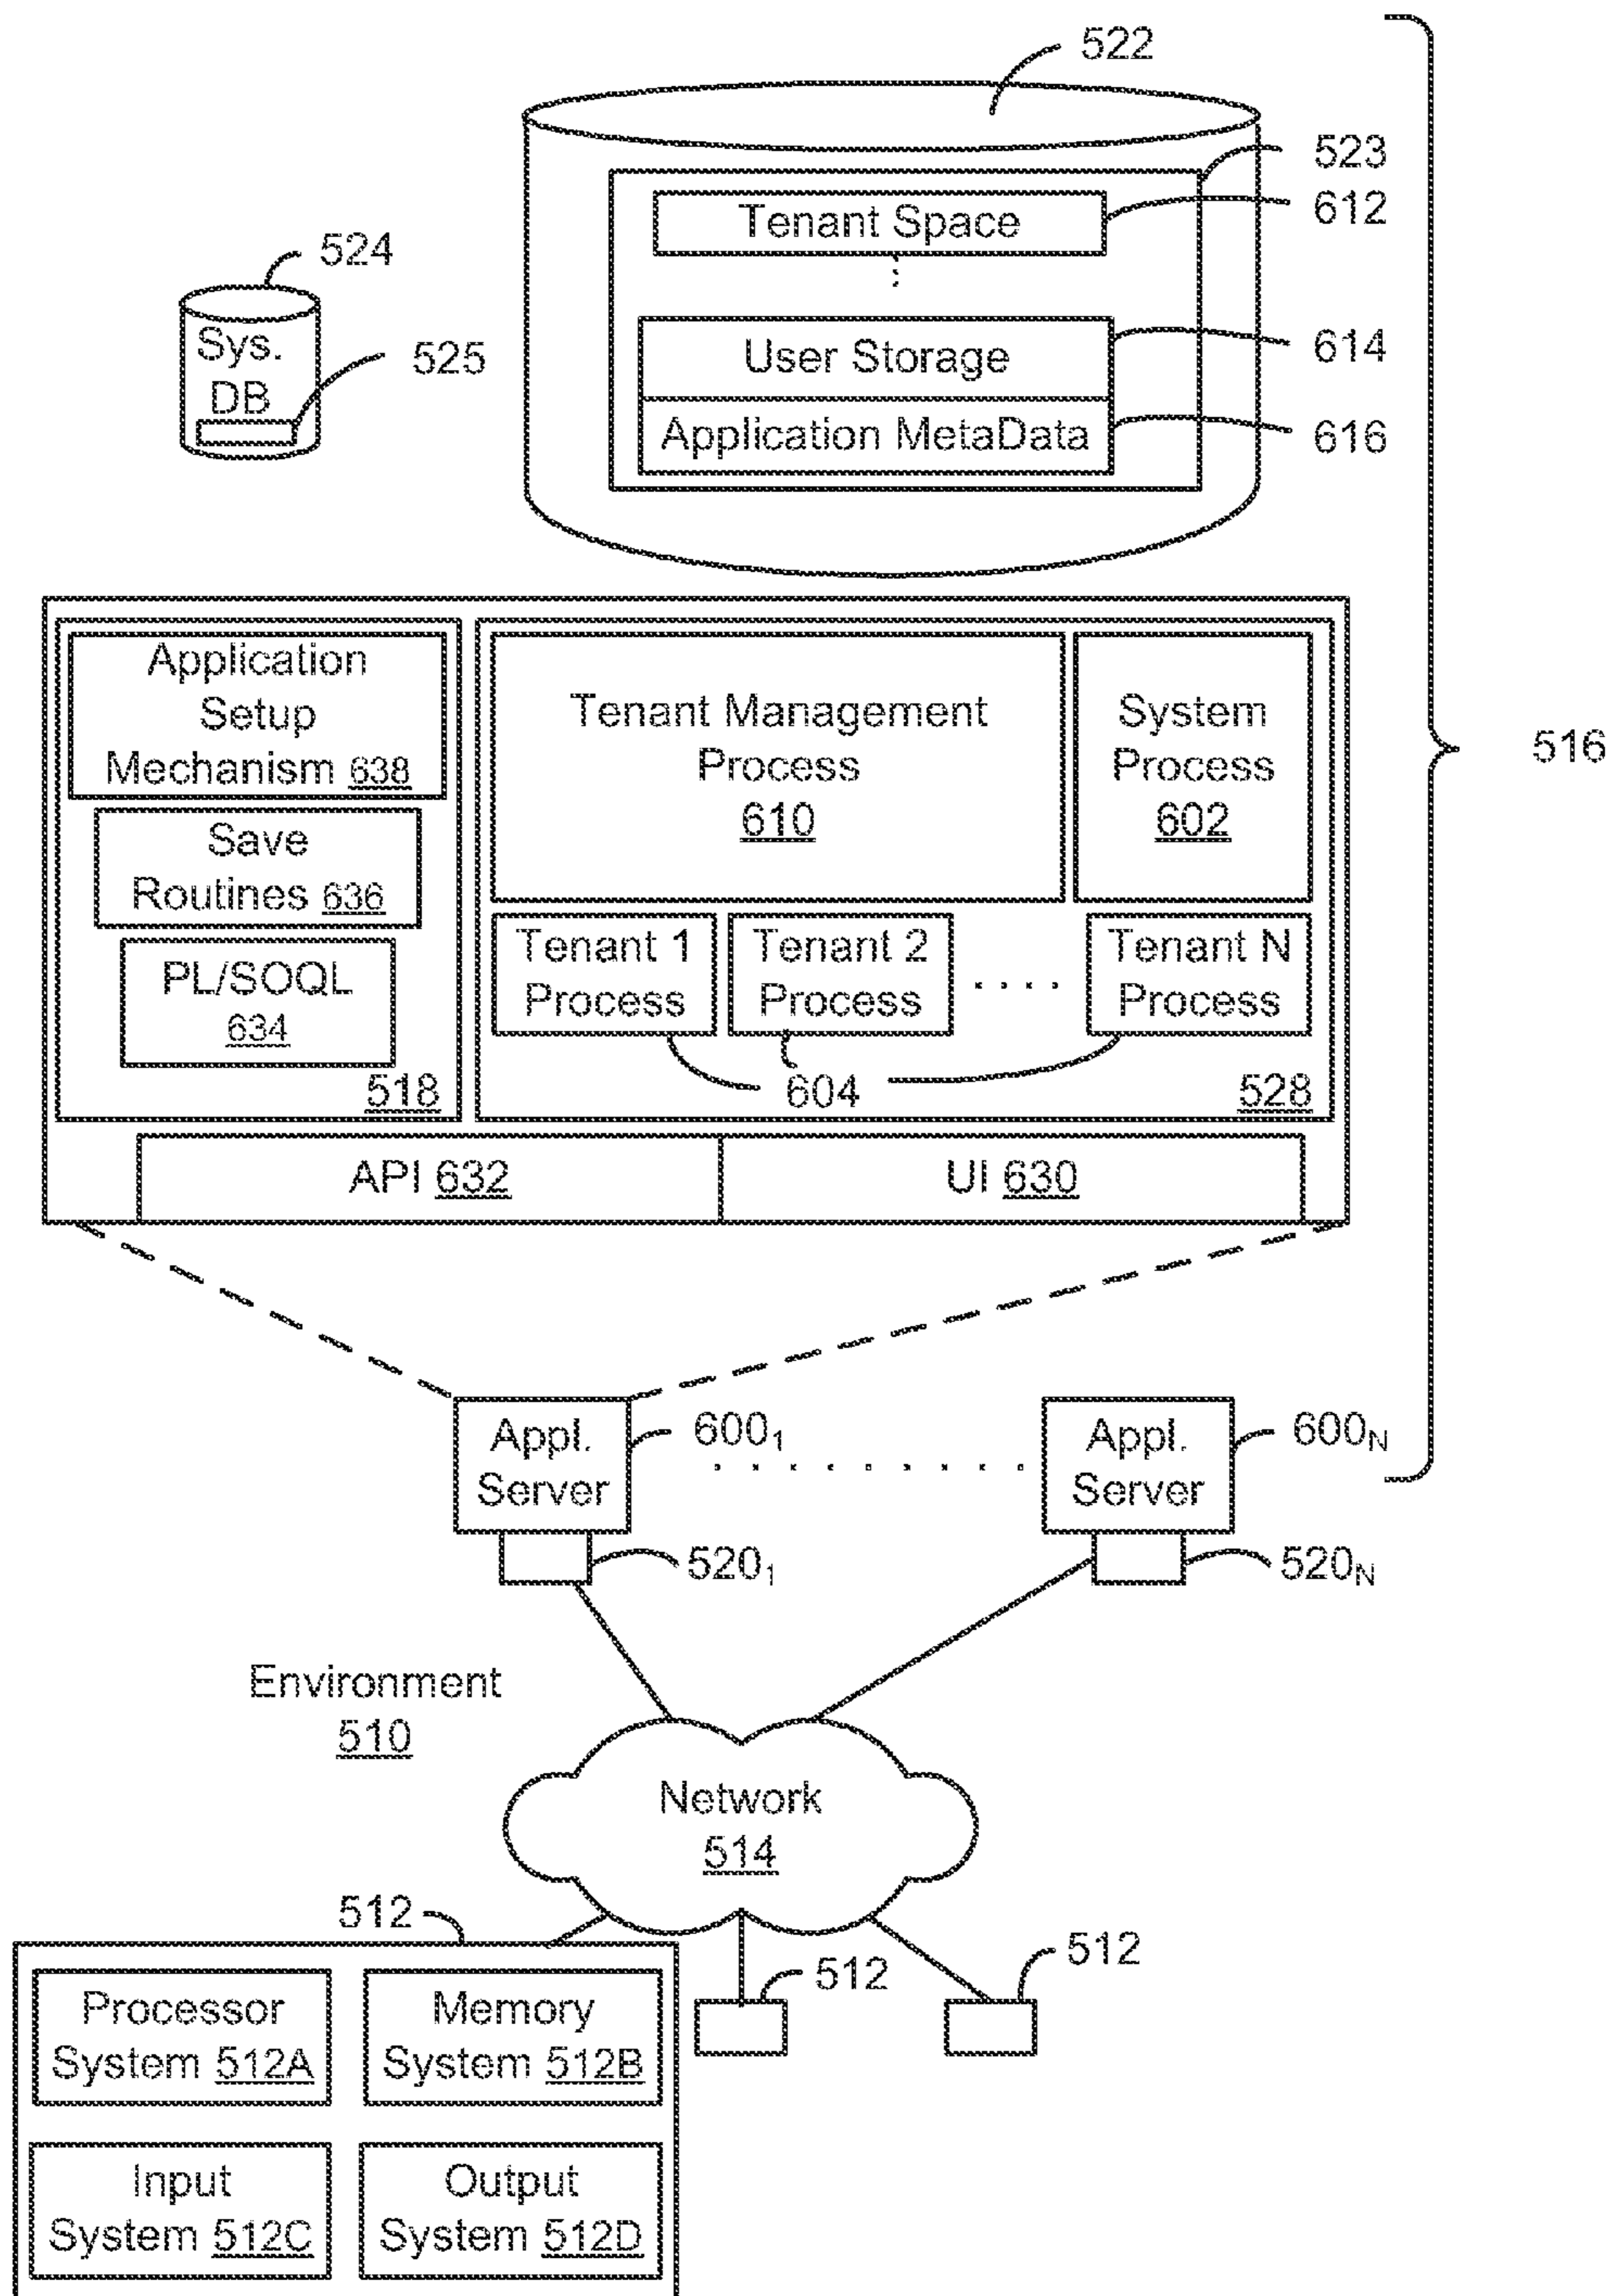 522
523
Tenant Space
612
524
Sys.
DB
525
User Storage
614
Application MetaData
616
516
Application
Setup
Mechanism 638
Save
Routines 636
PL/SOQL
634
518
Tenant Management
Process
610
System
Process
602
Tenant 1
Process
Tenant 2
Process
Tenant N
Process
604
528
API 632
UI 630
Appl.
Server
600₁
520₁
Appl.
Server
600N
520N
Environment
510
Network
514
512
Processor
System 512A
Memory
System 512B
Input
System 512C
Output
System 512D
512
512